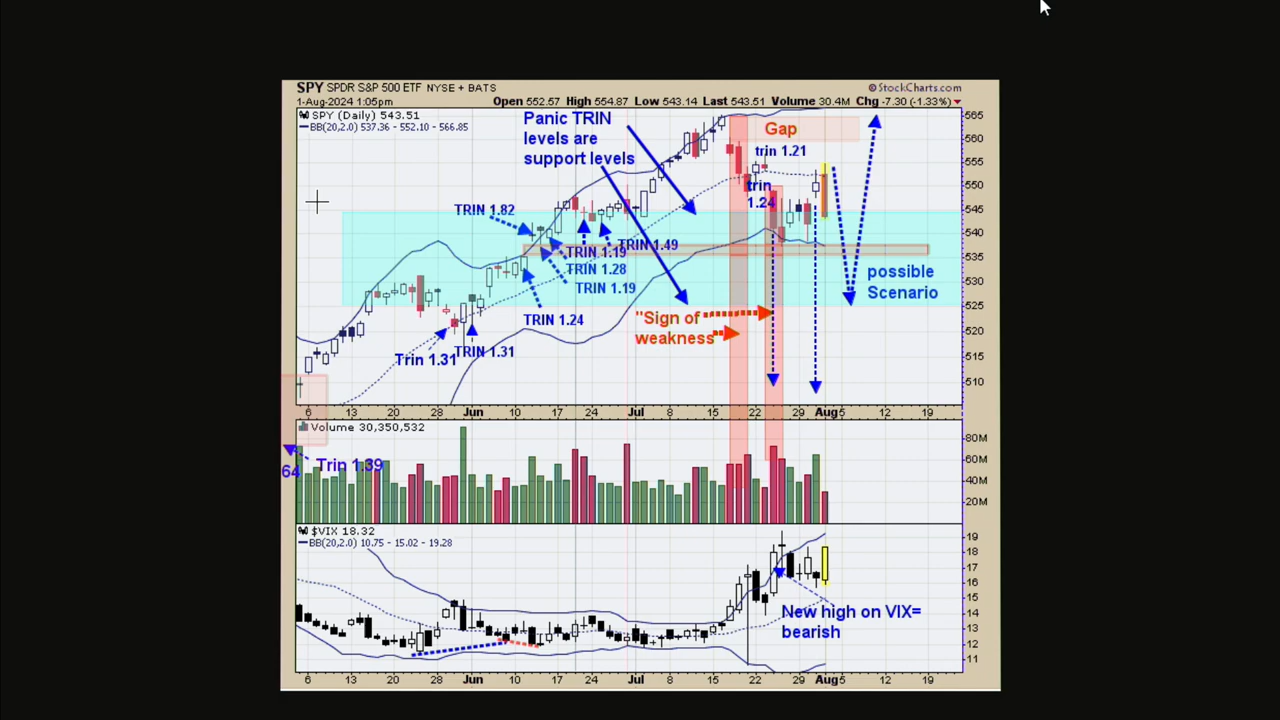 SPY SPDR S&P 500 ETF NYSE + BATS
© StockCharts.com
1-Aug-2024 1:05pm
Open 552.57 High 554.87 Low 543.14 Last 543.51 Volume 30.4M Chg -7.30 (-1.33%)
SPY (Daily) 543.51
BB(20,2.0) 537.36 - 552.10 - 566.85
Panic TRIN
levels are
support levels
Gap
trin 1.21
trin
1.24
TRIN 1.82
TRIN 1.49
TRIN 1.19
TRIN 1.28
TRIN 1.19
TRIN 1.24
Trin 1.31
TRIN 1.31
"Sign of
weakness
possible
Scenario
565
560
555
550
545
540
535
530
525
520
515
510
6 13 20 28 Jun 10 17 24 Jul 8 15 22 29 Aug 5 12 19
Volume 30,350,532
Trin 1.39
64
80M
60M
40M
20M
$VIX 18.32
BB(20,2.0) 10.75 - 15.02 - 19.28
New high on VIX=
bearish
19
18
17
16
15
14
13
12
11
6 13 20 28 Jun 10 17 24 Jul 8 15 22 29 Aug 5 12 19